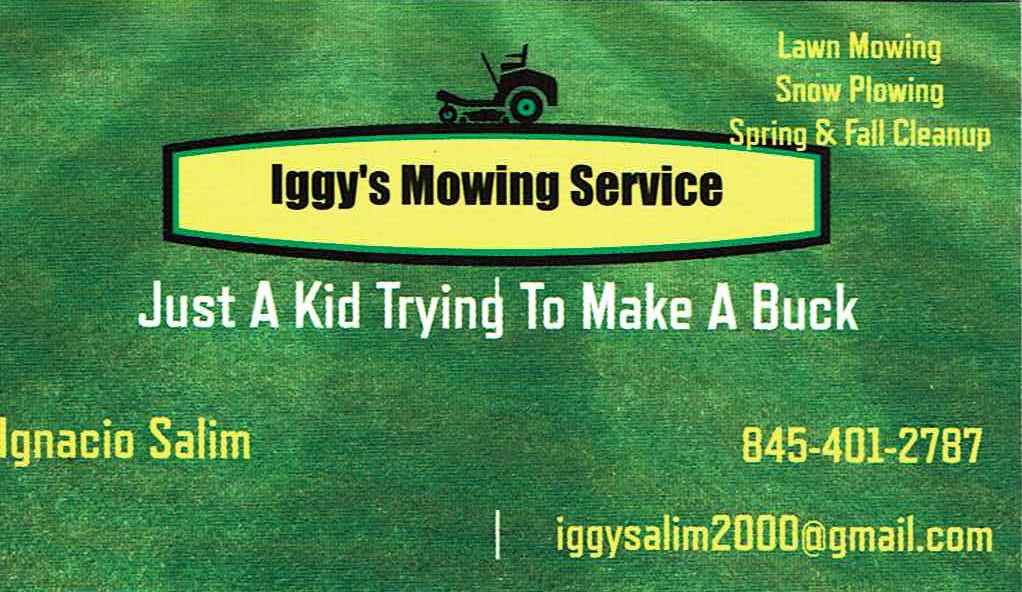 Lawn Mowing
Snow Plowing
Spring & Fall Cleanup
Iggy's Mowing Service
Just A Kid Trying To Make A Buck
Ignacio Salim
845-401-2787
iggysalim2000@gmail.com